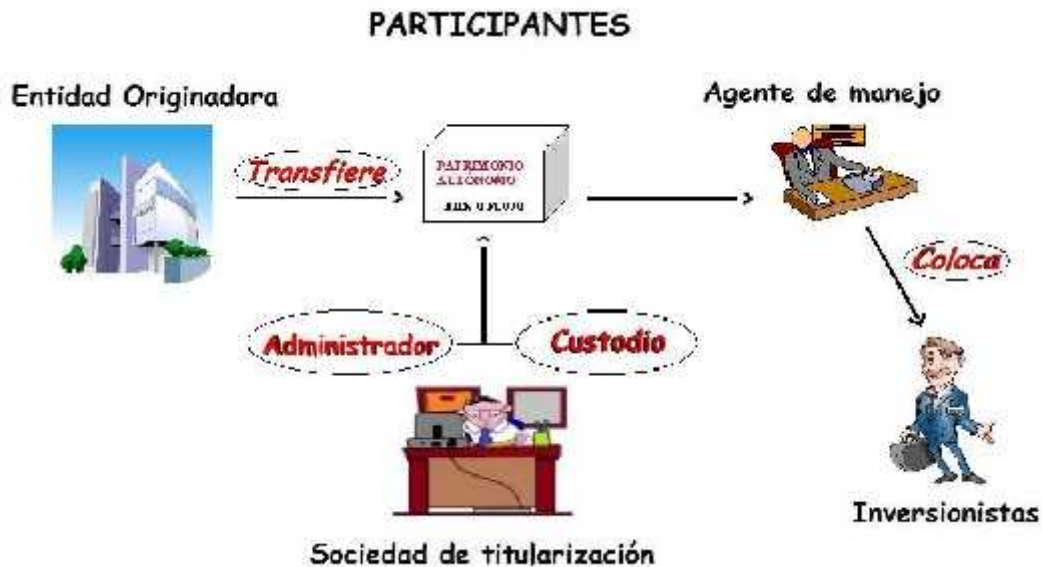 PARTICIPANTES
Entidad Originadora
Agente de manejo
Transfiere
PATRIMONIO
AUTONOMO
Coloca
Administrador
Custodio
Inversionistas
Sociedad de titularización